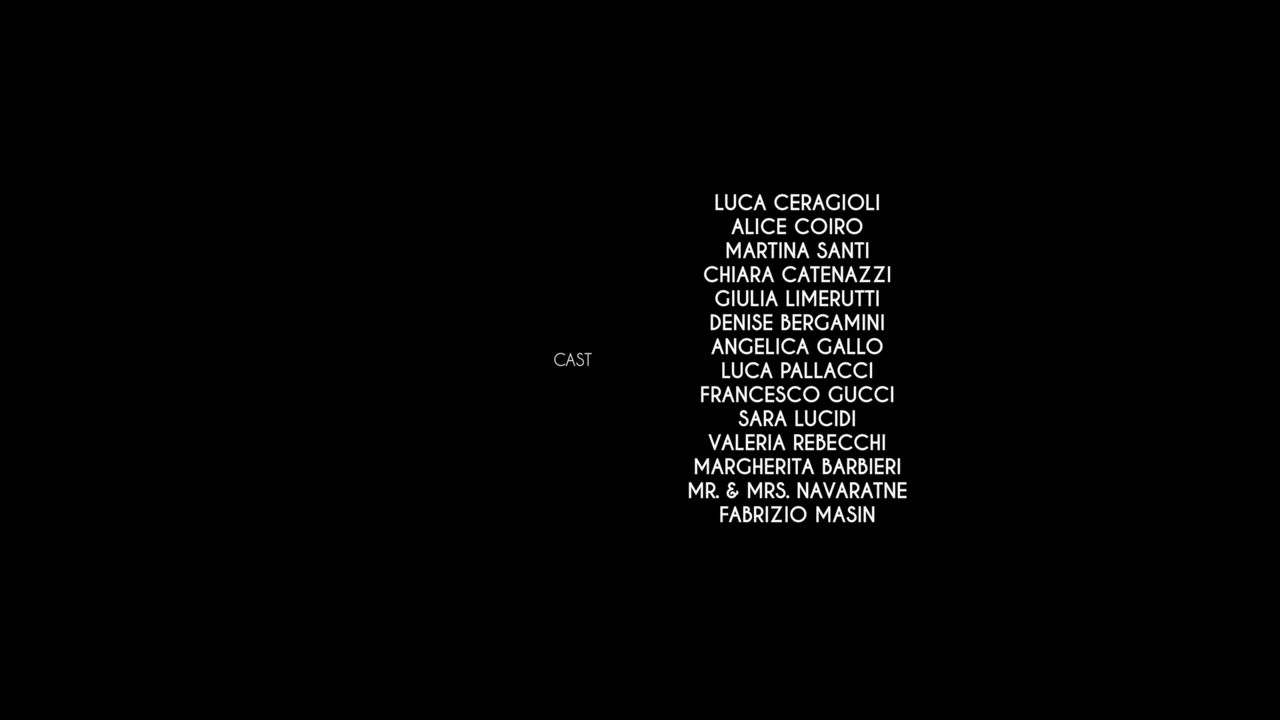 CAST
LUCA CERAGIOLI
ALICE COIRO
MARTINA SANTI
CHIARA CATENAZZI
GIULIA LIMERUTTI
DENISE BERGAMINI
ANGELICA GALLO
LUCA PALLACCI
FRANCESCO GUCCI
SARA LUCIDI
VALERIA REBECCHI
MARGHERITA BARBIERI
MR. & MRS. NAVARATNE
FABRIZIO MASIN